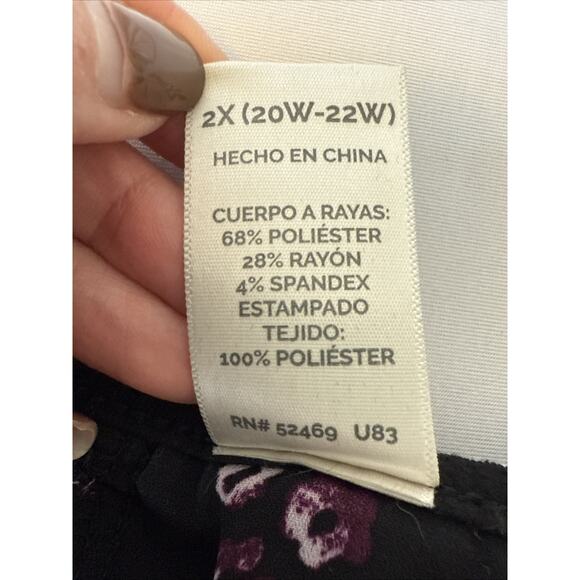 2X (20W-22W)
HECHO EN CHINA
CUERPO A RAYAS:
68% POLIÉSTER
28% RAYÓN
4% SPANDEX
ESTAMPADO
TEJIDO:
100% POLIÉSTER
RN# 52469 U83